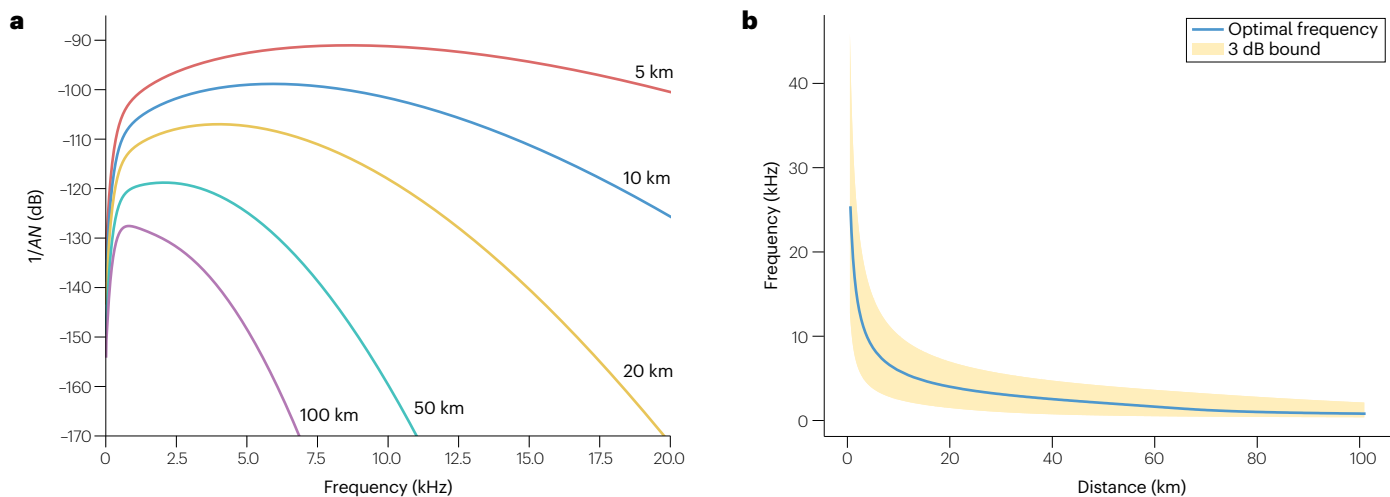 a
1/AN (dB)
–90
–100
–110
–120
–130
–140
–150
–160
–170
5 km
10 km
20 km
50 km
100 km
0
2.5
5.0
7.5
10.0
12.5
15.0
17.5
20.0
Frequency (kHz)
b
Optimal frequency
3 dB bound
Frequency (kHz)
40
30
20
10
0
0
20
40
60
80
100
Distance (km)